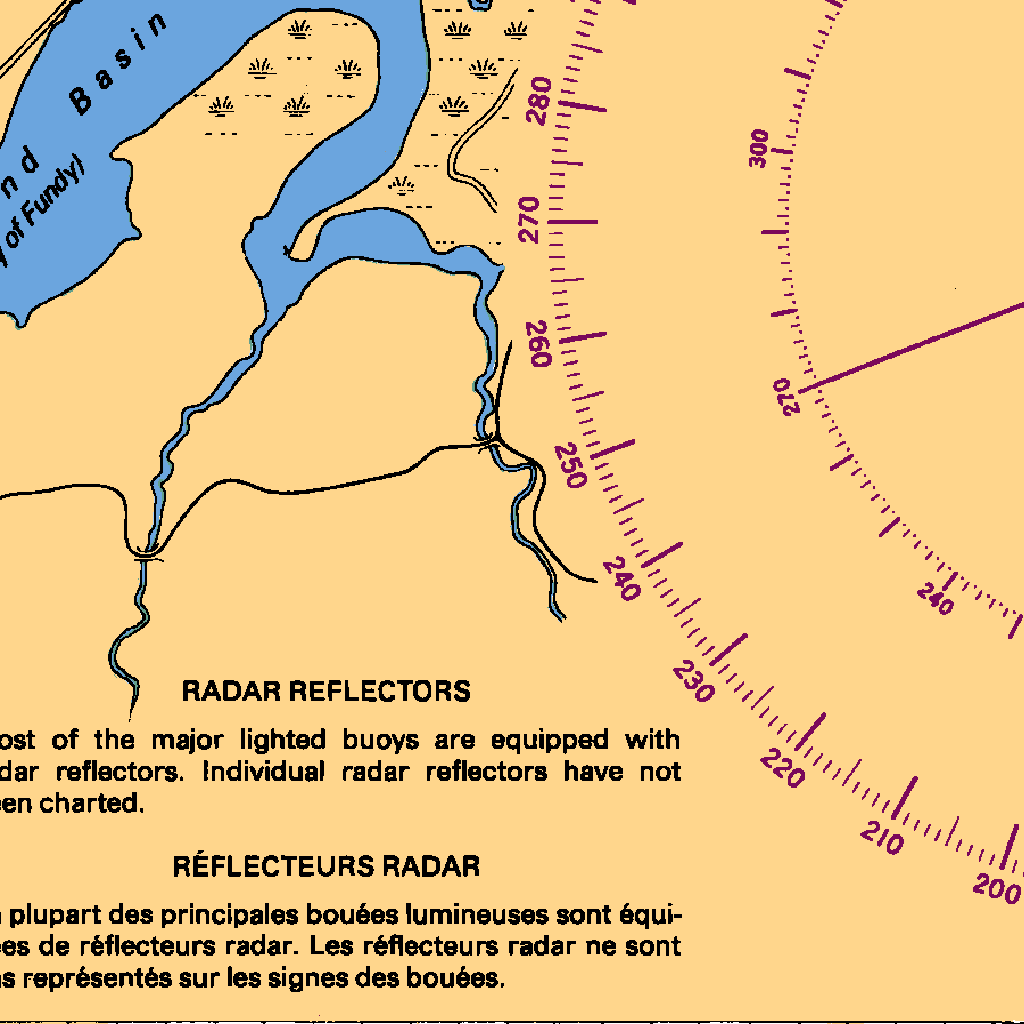 Basin
nd
of Fundy)
280
270
260
250
240
230
220
210
200
300
270
240
RADAR REFLECTORS
ost of the major lighted buoys are equipped with
dar reflectors. Individual radar reflectors have not
en charted.
RÉFLECTEURS RADAR
plupart des principales bouées lumineuses sont équi-
es de réflecteurs radar. Les réflecteurs radar ne sont
s représentés sur les signes des bouées.